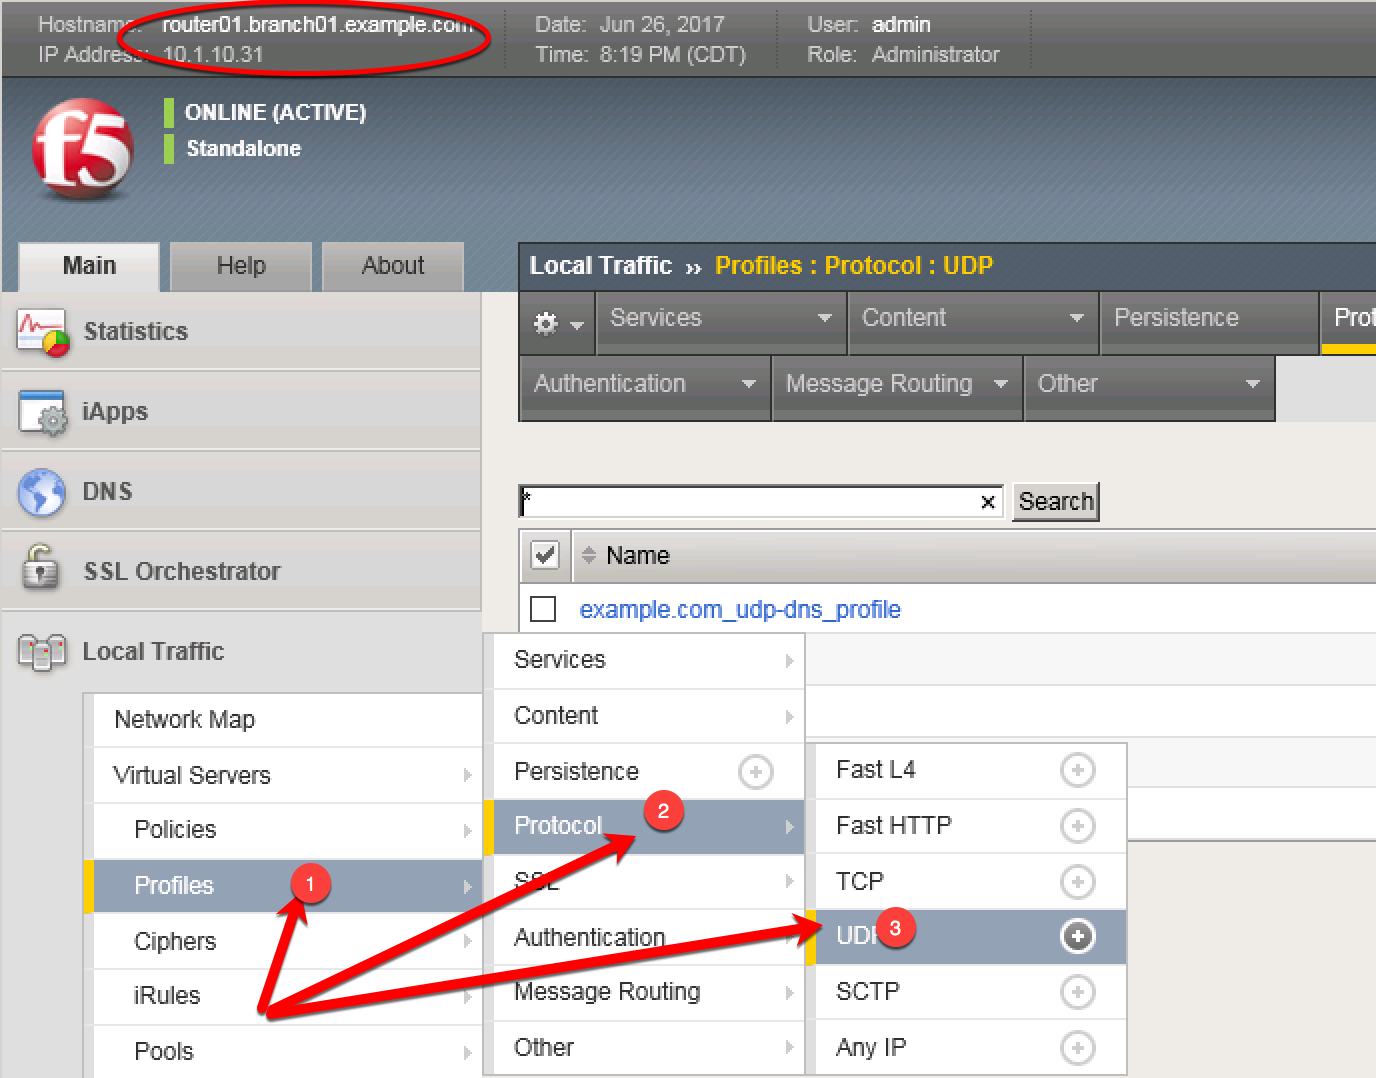 Hostname: router01.branch01.example.com Date: Jun 26, 2017 User: admin
IP Address: 10.1.10.31 Time: 8:19 PM (CDT) Role: Administrator
f5
ONLINE (ACTIVE)
Standalone
Main Help About
Local Traffic ›› Profiles : Protocol : UDP
Services Content Persistence Prot
Authentication Message Routing Other
Statistics
iApps
DNS
SSL Orchestrator
Local Traffic
* × Search
Name
example.com_udp-dns_profile
Network Map
Virtual Servers
Policies
Profiles 1
Ciphers
iRules
Pools
Services
Content
Persistence
Protocol 2
SSL
Authentication
Message Routing
Other
Fast L4
Fast HTTP
TCP
UDP 3
SCTP
Any IP